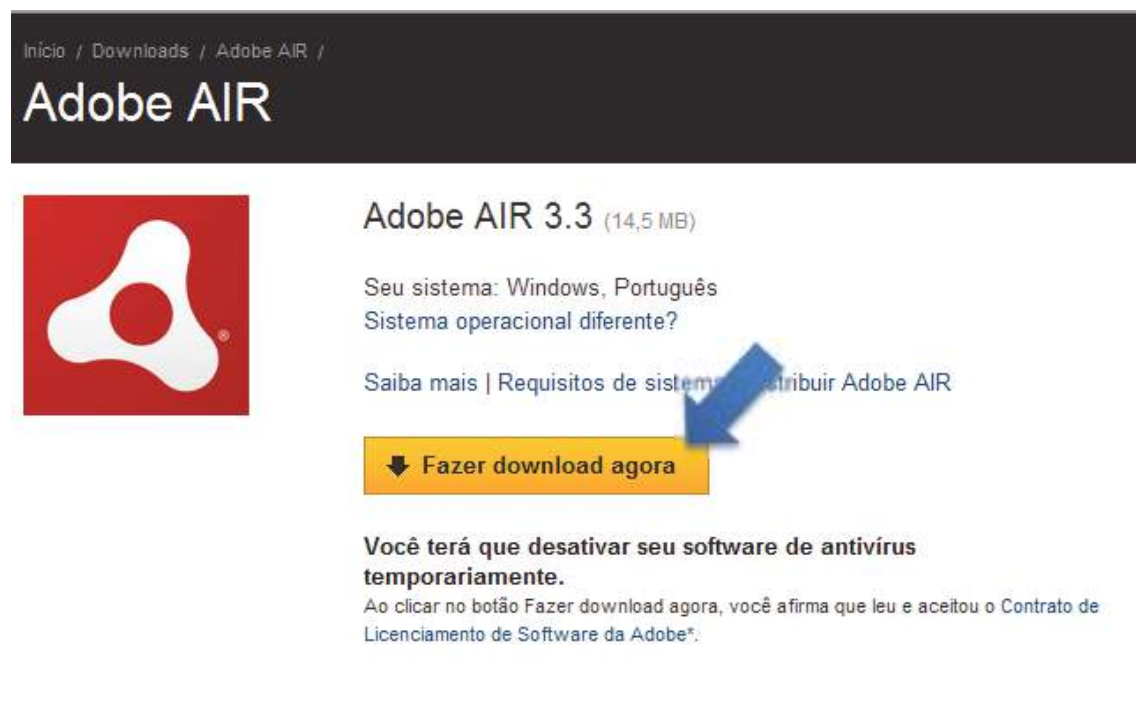 Início / Downloads / Adobe AIR /
Adobe AIR
Adobe AIR 3.3 (14,5 MB)
Seu sistema: Windows, Português
Sistema operacional diferente?
Saiba mais | Requisitos de sistema Adobe AIR
Fazer download agora
Você terá que desativar seu software de antivírus
temporariamente.
Ao clicar no botão Fazer download agora, você afirma que leu e aceitou o Contrato de
Licenciamento de Software da Adobe*.
®